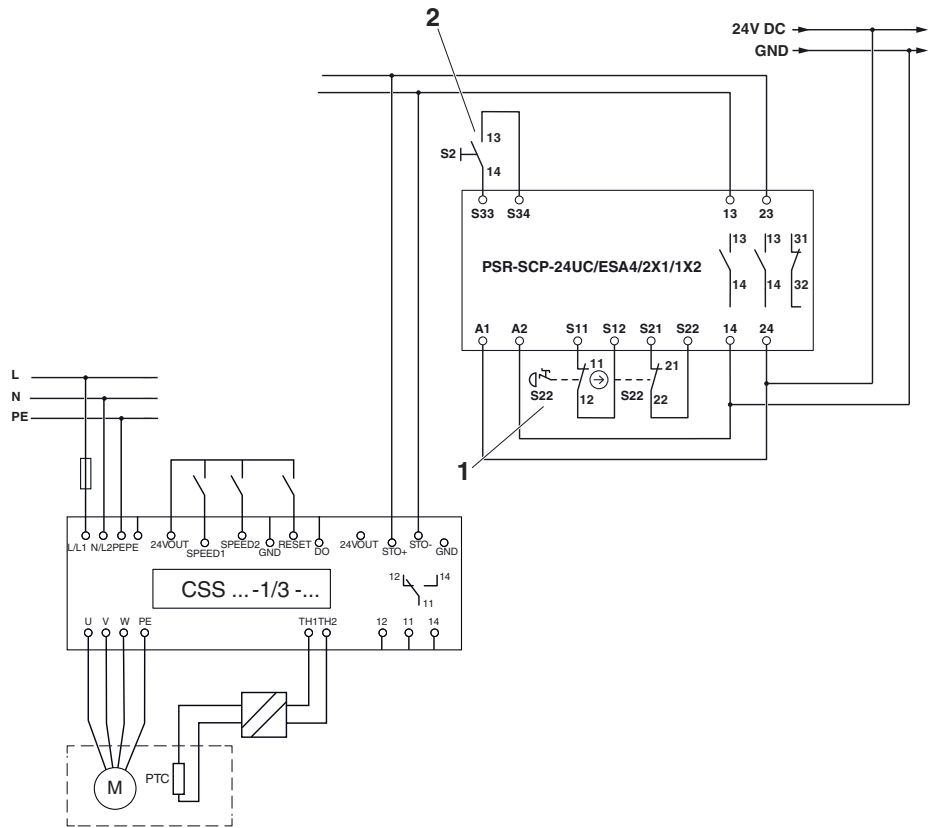 2
24V DC
GND
13
S2
14
S33 S34 13 23
13 13 31
PSR-SCP-24UC/ESA4/2X1/1X2
14 14 32
A1 A2 S11 S12 S21 S22 14 24
11 21
S22 12 S22 22
1
L
N
PE
L/L1 N/L2 PE PE 24VOUT SPEED1 SPEED2 GND RESET DO 24VOUT STO+ STO- GND
12 14
11
CSS ... -1/3 -...
U V W PE TH1 TH2 12 11 14
PTC
M